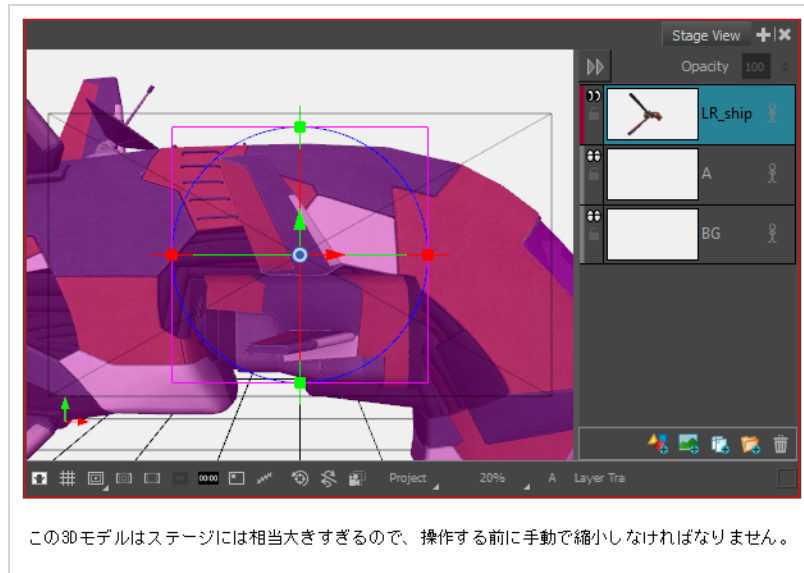 Stage View
Opacity 100
LR_ship
A
BG
00:00
Project 20% A Layer Tra
この3Dモデルはステージには相当大きすぎるので、操作する前に手動で縮小しなければなりません。